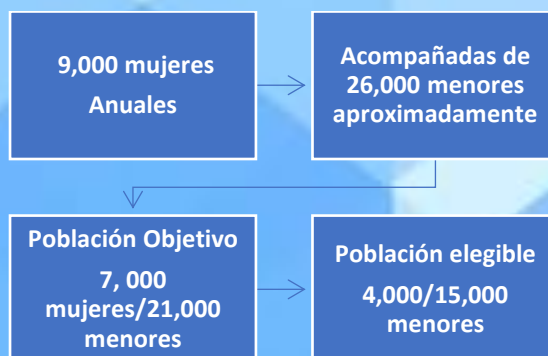 9,000 mujeres
Anuales
Acompañadas de
26,000 menores
aproximadamente
Población Objetivo
7, 000
mujeres/21,000
menores
Población elegible
4,000/15,000
menores